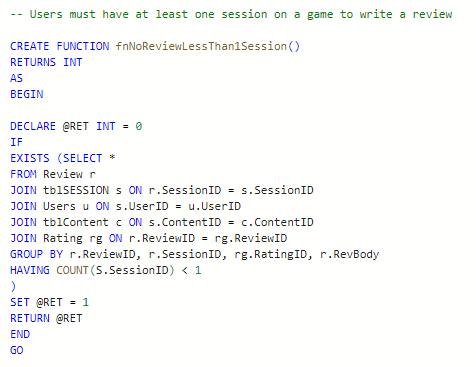 -- Users must have at least one session on a game to write a review
CREATE FUNCTION fnNoReviewLessThan1Session()
RETURNS INT
AS
BEGIN
DECLARE @RET INT = 0
IF
EXISTS (SELECT *
FROM Review r
JOIN tblSESSION s ON r.SessionID = s.SessionID
JOIN Users u ON s.UserID = u.UserID
JOIN tblContent c ON s.ContentID = c.ContentID
JOIN Rating rg ON r.ReviewID = rg.ReviewID
GROUP BY r.ReviewID, r.SessionID, rg.RatingID, r.RevBody
HAVING COUNT(S.SessionID) < 1
)
SET @RET = 1
RETURN @RET
END
GO